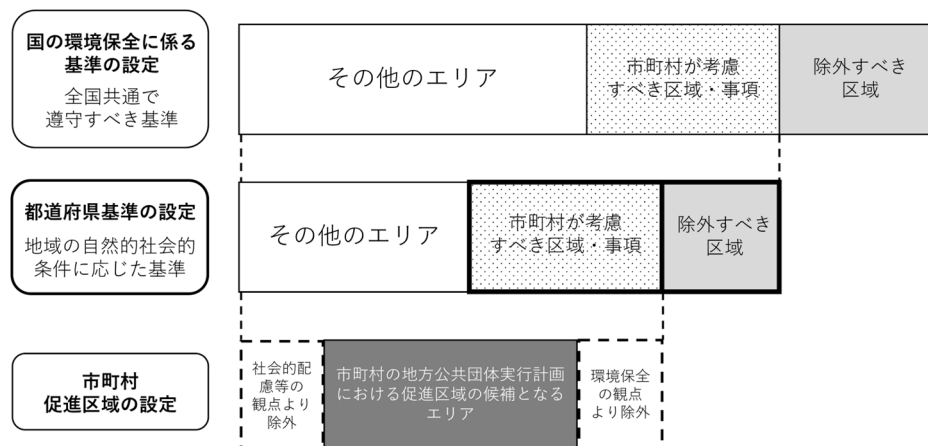 国の環境保全に係る
基準の設定
全国共通で
遵守すべき基準
その他のエリア
市町村が考慮
すべき区域・事項
除外すべき
区域
都道府県基準の設定
地域の自然的社会的
条件に応じた基準
その他のエリア
市町村が考慮
すべき区域・事項
除外すべき
区域
市町村
促進区域の設定
社会的配
慮等の
観点より
除外
市町村の地方公共団体実行計画
における促進区域の候補となる
エリア
環境保全
の観点
より除外